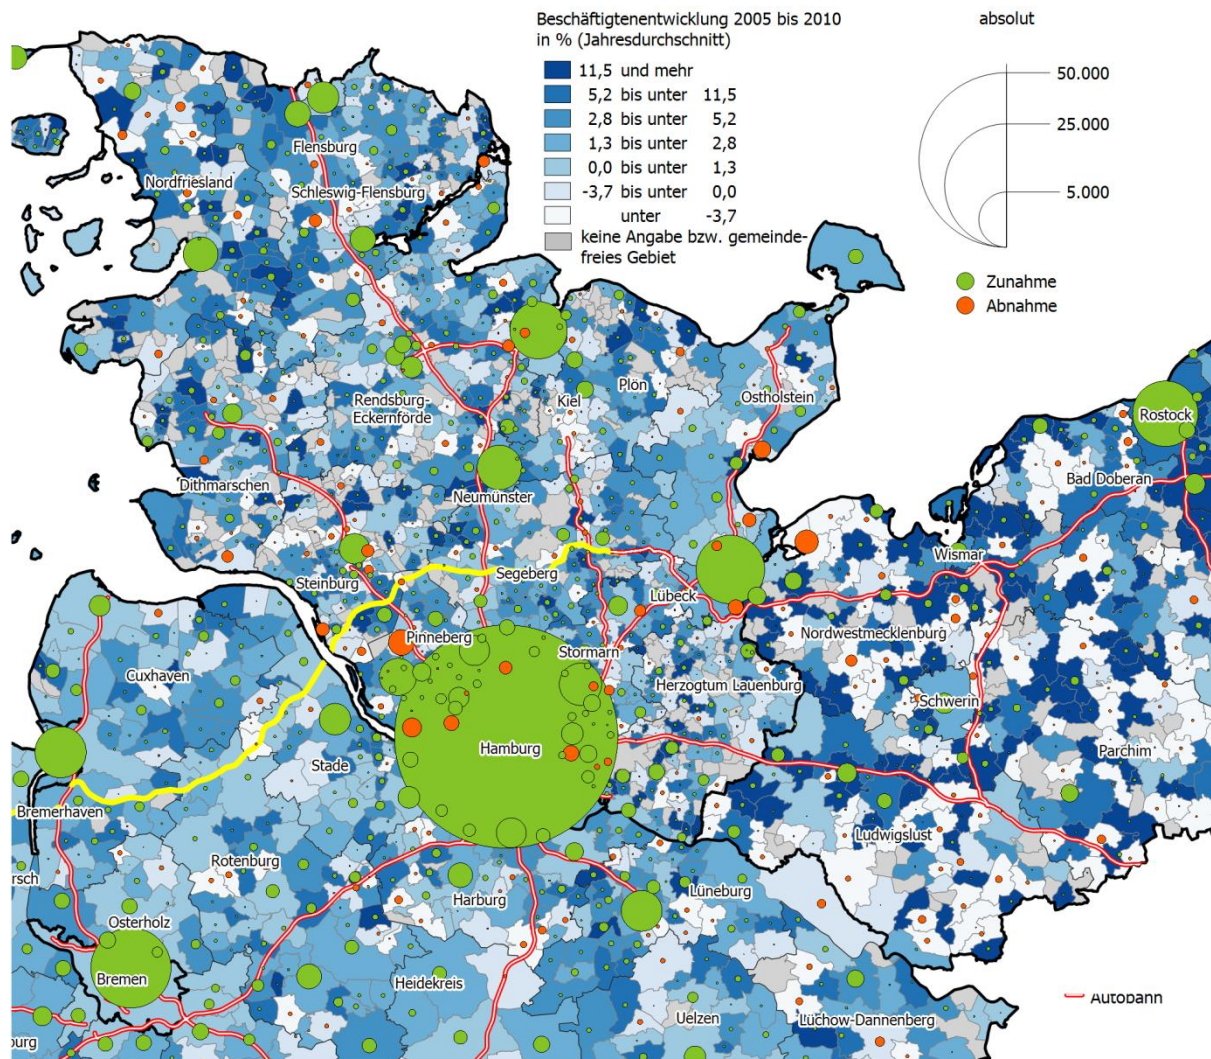 Beschäftigtenentwicklung 2005 bis 2010
in % (Jahresdurchschnitt)
11,5 und mehr
5,2 bis unter 11,5
2,8 bis unter 5,2
1,3 bis unter 2,8
0,0 bis unter 1,3
-3,7 bis unter 0,0
unter -3,7
keine Angabe bzw. gemeinde-
freies Gebiet
absolut
50.000
25.000
5.000
Zunahme
Abnahme
Flensburg
Nordfriesland
Schleswig-Flensburg
Plön
Ostholstein
Rendsburg-
Eckernförde
Kiel
Rostock
Bad Doberan
Dithmarschen
Neumünster
Wismar
Steinburg
Segeberg
Lübeck
Pinneberg
Stormarn
Nordwestmecklenburg
Cuxhaven
Herzogtum Lauenburg
Schwerin
Hamburg
Parchim
Stade
Bremerhaven
Ludwigslust
Rotenburg
rsch
Harburg
Lüneburg
Osterholz
Bremen
Heidekreis
Autobahn
Uelzen
Lüchow-Dannenberg
burg